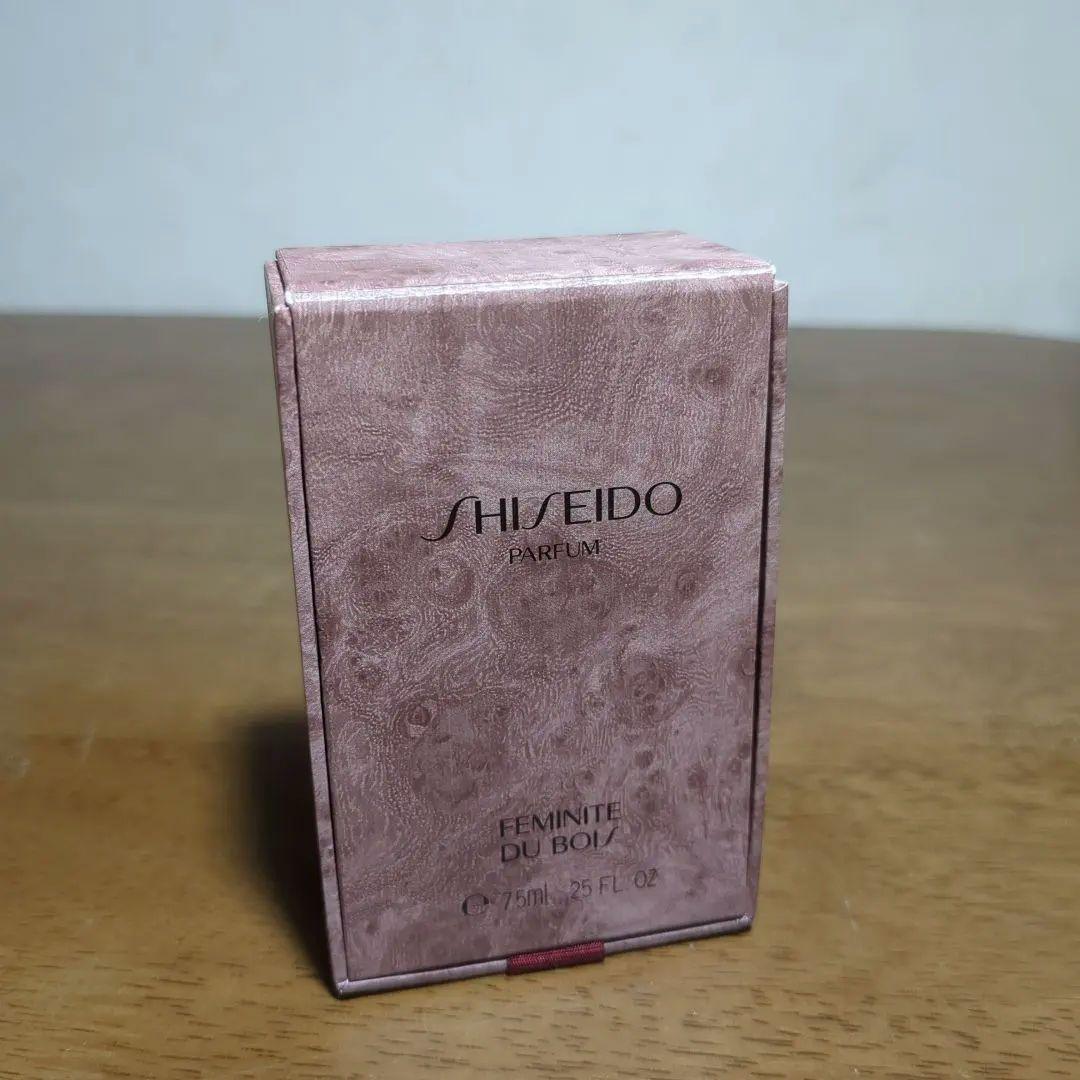 SHISEIDO
PARFUM
FEMINITE
DU BOIS
℮ 7.5ml .25 FL OZ